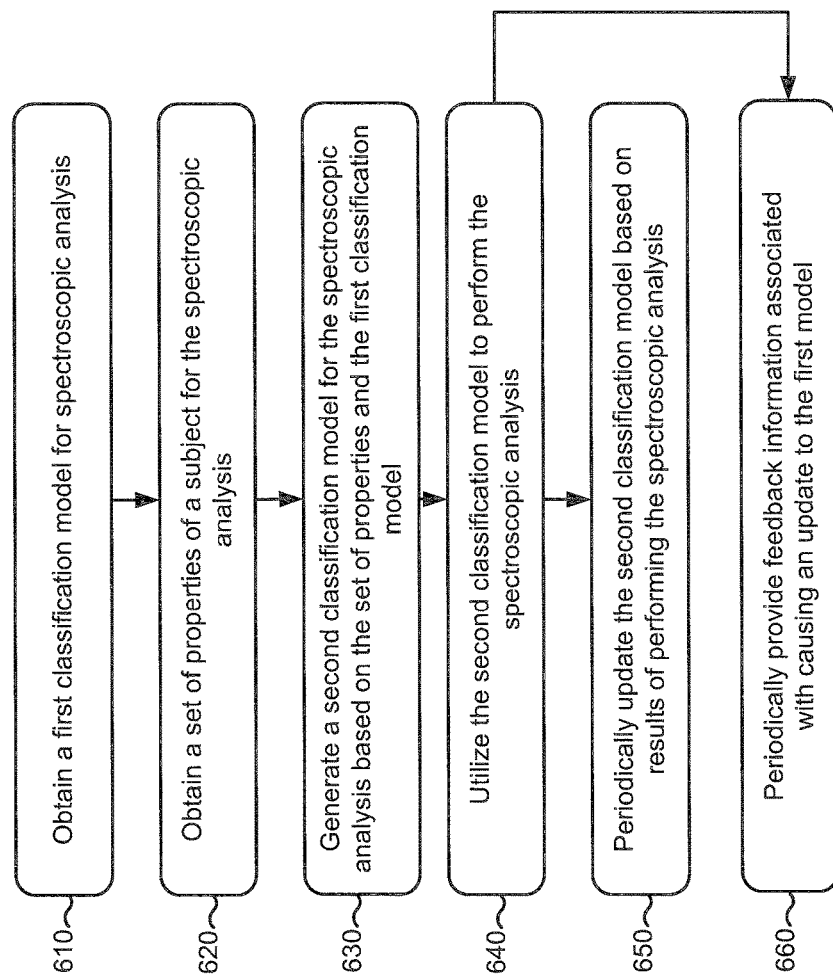 610
Obtain a first classification model for spectroscopic analysis
620
Obtain a set of properties of a subject for the spectroscopic
analysis
630
Generate a second classification model for the spectroscopic
analysis based on the set of properties and the first classification
model
640
Utilize the second classification model to perform the
spectroscopic analysis
650
Periodically update the second classification model based on
results of performing the spectroscopic analysis
660
Periodically provide feedback information associated
with causing an update to the first model